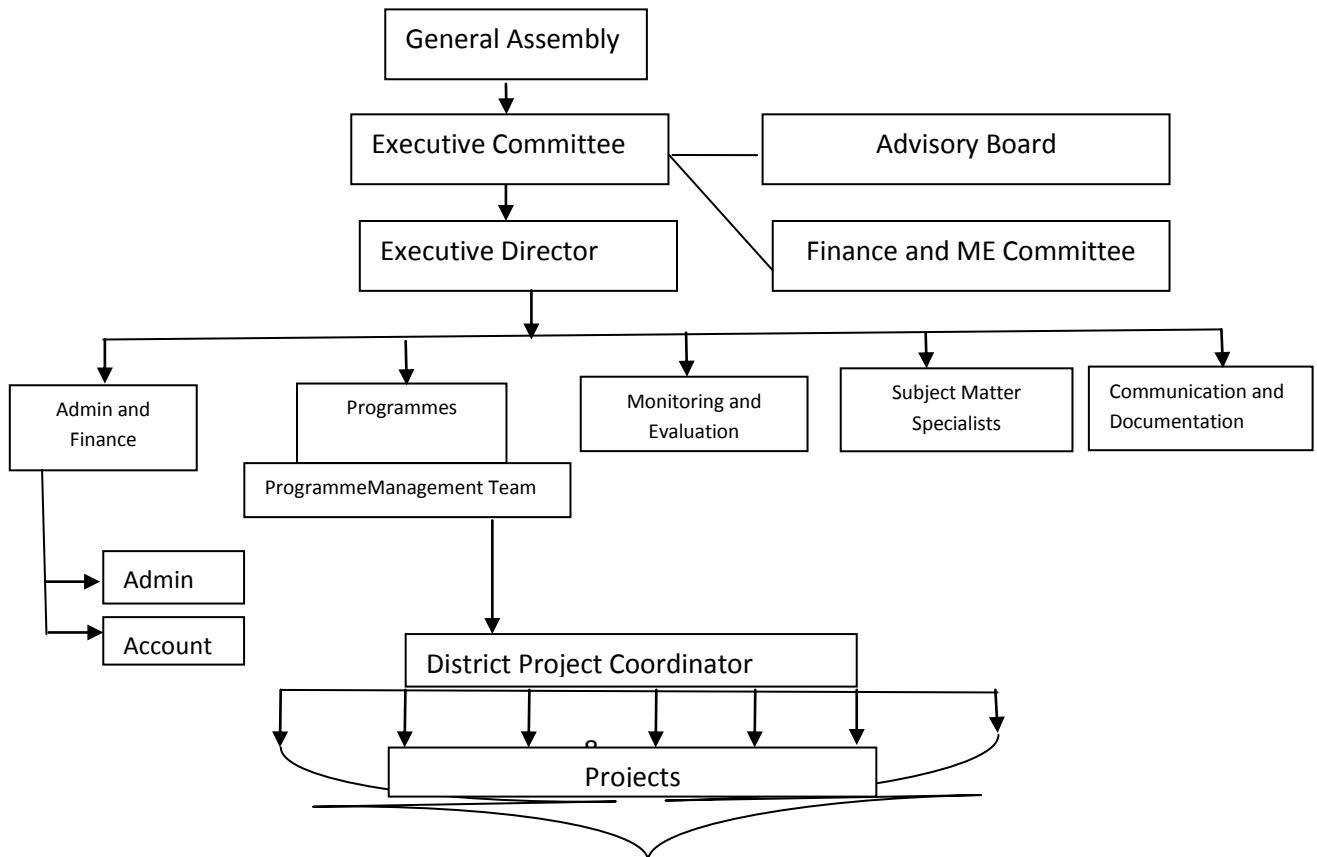 General Assembly
Executive Committee
Advisory Board
Executive Director
Finance and ME Committee
Admin and
Finance
Programmes
Monitoring and
Evaluation
Subject Matter
Specialists
Communication and
Documentation
ProgrammeManagement Team
Admin
Account
District Project Coordinator
Projects